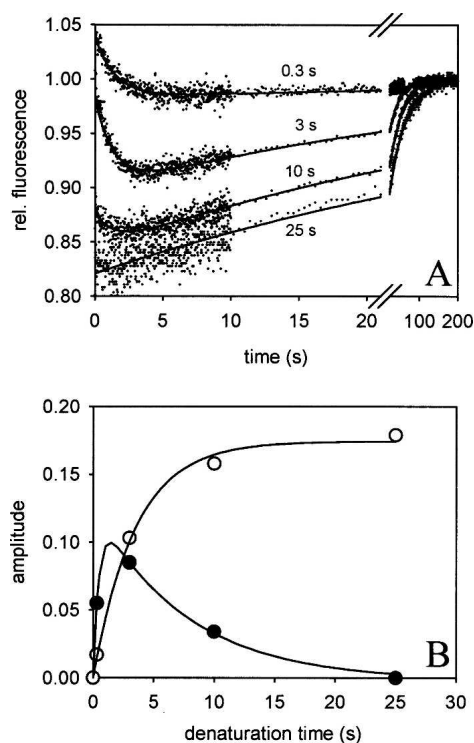 1.05
1.00
0.95
0.90
0.85
0.80
rel. fluorescence
0.3 s
3 s
10 s
25 s
A
0 5 10 15 20 100 200
time (s)
0.20
0.15
0.10
0.05
0.00
amplitude
B
0 5 10 15 20 25 30
denaturation time (s)